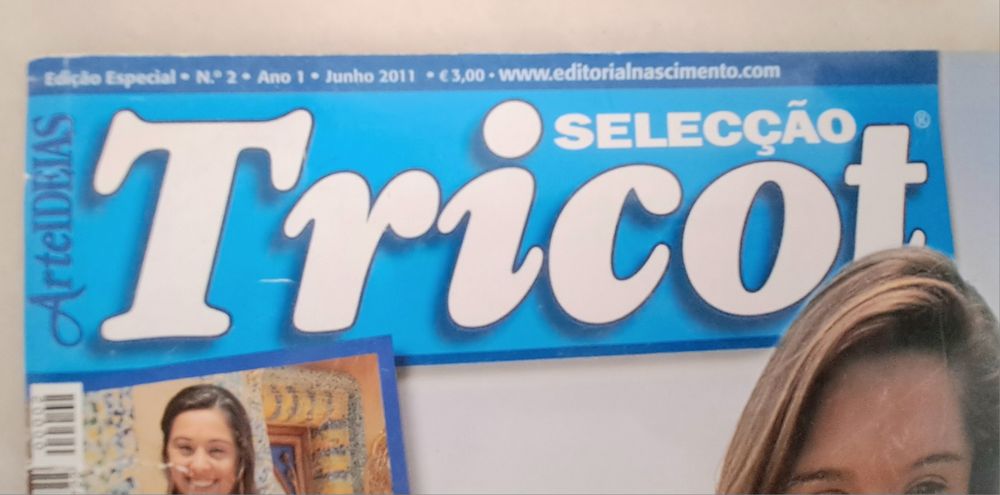 Edição Especial • N.º 2 • Ano 1 • Junho 2011 • € 3,00 • www.editorialnascimento.com
ArteIDEIAS
SELECÇÃO
Tricot®